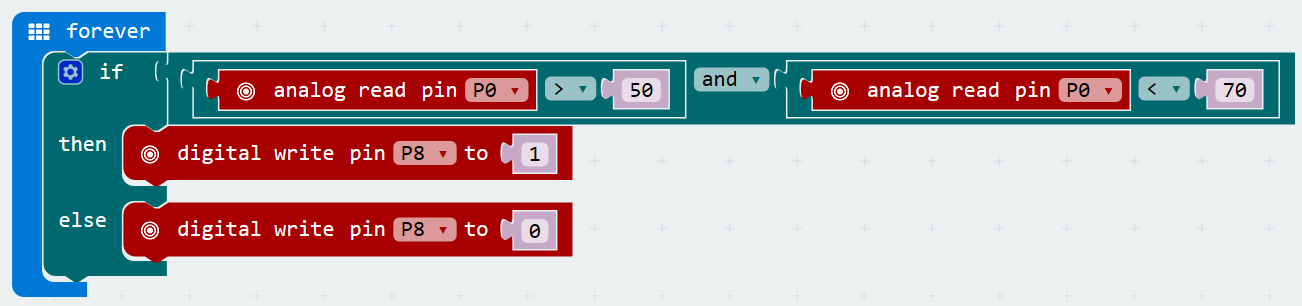 forever
if analog read pin P0 > 50 and analog read pin P0 < 70
then digital write pin P8 to 1
else digital write pin P8 to 0